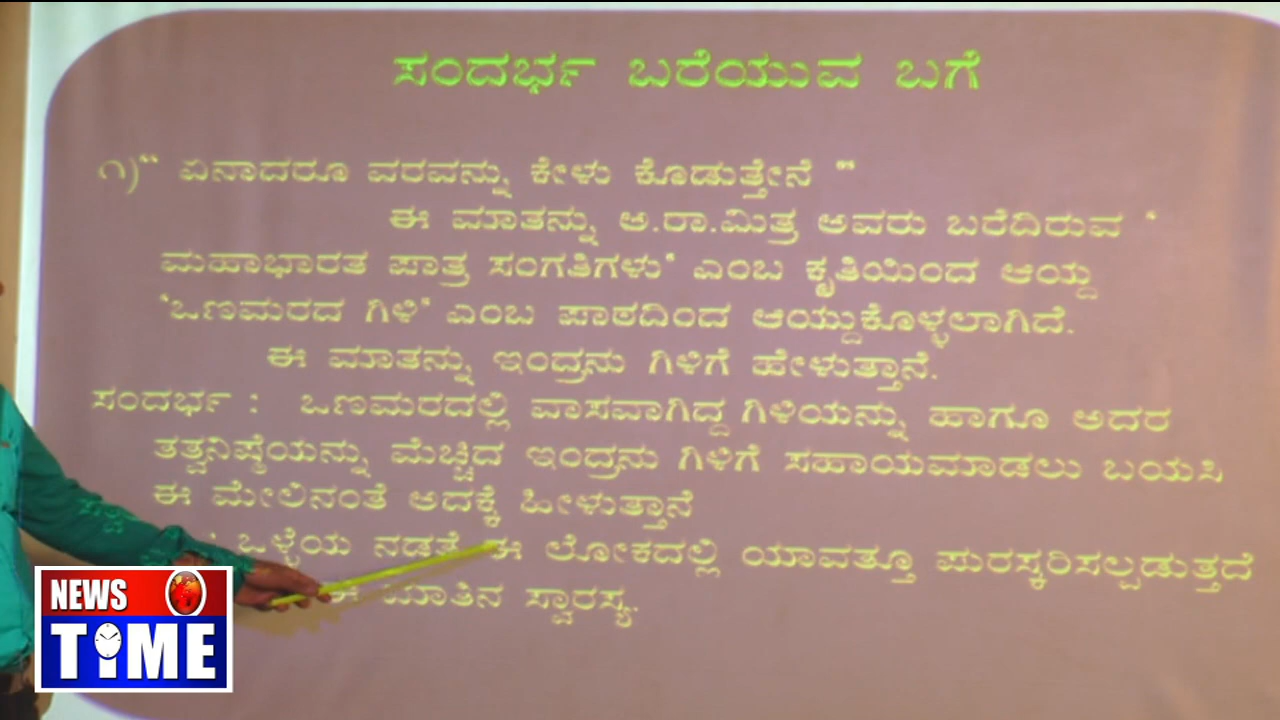 ಸಂದರ್ಭ ಬರೆಯುವ ಬಗೆ
೧)“ ಏನಾದರೂ ವರವನ್ನು ಕೇಳು ಕೊಡುತ್ತೇನೆ “
ಈ ಮಾತನ್ನು ಅ.ರಾ.ಮಿತ್ರ ಅವರು ಬರೆದಿರುವ ‘
ಮಹಾಭಾರತ ಪಾತ್ರ ಸಂಗತಿಗಳು‘ ಎಂಬ ಕೃತಿಯಿಂದ ಆಯ್ದ
‘ಒಣಮರದ ಗಿಳಿ‘ ಎಂಬ ಪಾಠದಿಂದ ಆಯ್ದುಕೊಳ್ಳಲಾಗಿದೆ.
ಈ ಮಾತನ್ನು ಇಂದ್ರನು ಗಿಳಿಗೆ ಹೇಳುತ್ತಾನೆ.
ಸಂದರ್ಭ : ಒಣಮರದಲ್ಲಿ ವಾಸವಾಗಿದ್ದ ಗಿಳಿಯನ್ನು ಹಾಗೂ ಅದರ
ತತ್ವನಿಷ್ಠೆಯನ್ನು ಮೆಚ್ಚಿದ ಇಂದ್ರನು ಗಿಳಿಗೆ ಸಹಾಯಮಾಡಲು ಬಯಸಿ
ಈ ಮೇಲಿನಂತೆ ಅದಕ್ಕೆ ಹೀಳುತ್ತಾನೆ
: ಒಳ್ಳೆಯ ನಡತೆ ಈ ಲೋಕದಲ್ಲಿ ಯಾವತ್ತೂ ಪುರಸ್ಕರಿಸಲ್ಪಡುತ್ತದೆ
ಈ ಮಾತಿನ ಸ್ವಾರಸ್ಯ.
NEWS
TIME